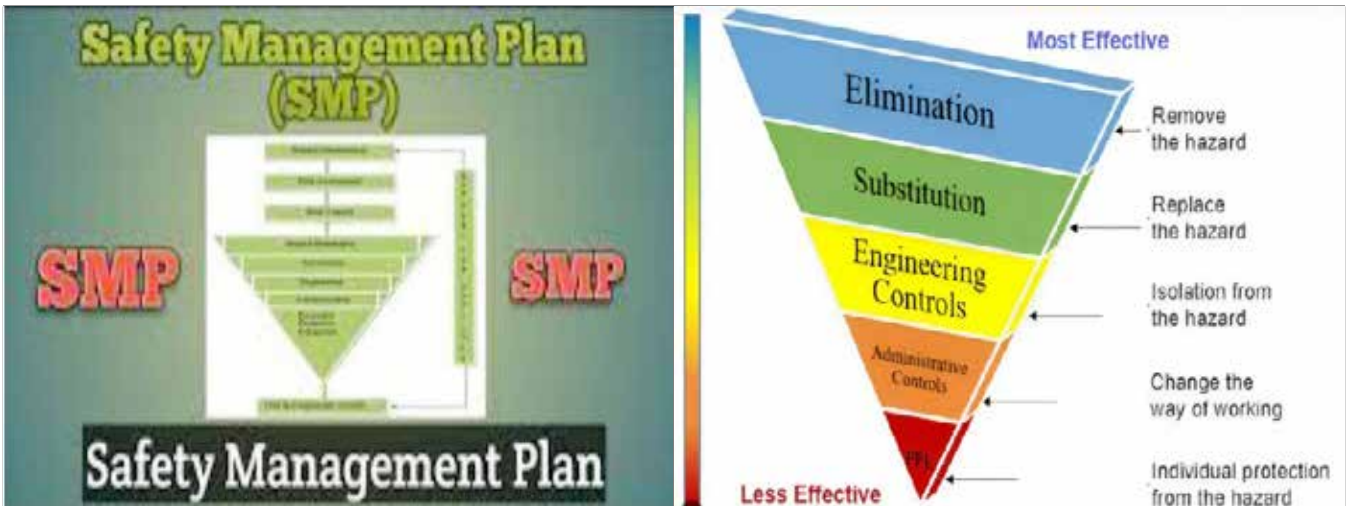 Safety Management Plan
(SMP)
SMP
SMP
Safety Management Plan
Most Effective
Elimination
Remove
the hazard
Substitution
Replace
the hazard
Engineering
Controls
Isolation from
the hazard
Administrative
Controls
Change the
way of working
PPE
Individual protection
from the hazard
Less Effective